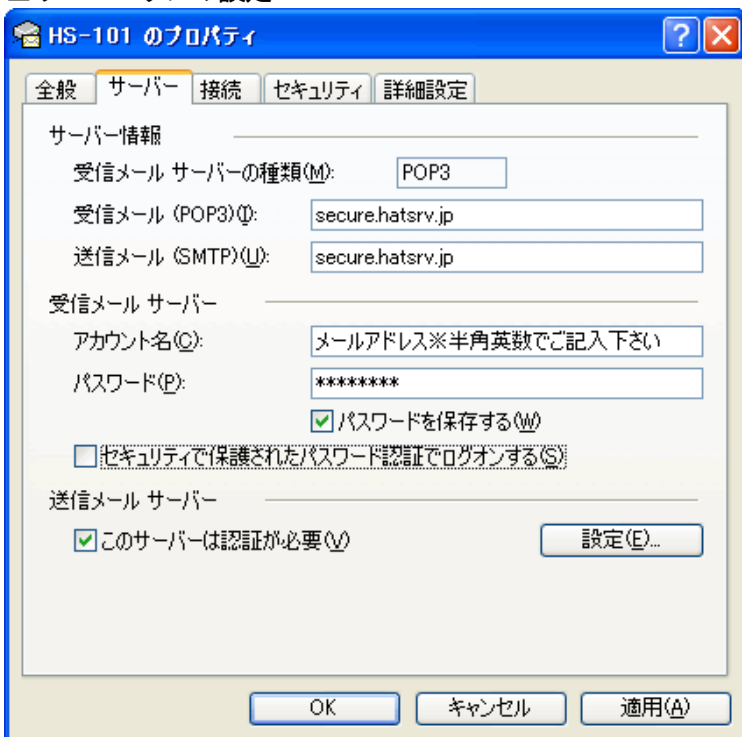 HS-101 のプロパティ
全般 サーバー 接続 セキュリティ 詳細設定
サーバー情報
受信メール サーバーの種類(M): POP3
受信メール (POP3)(I): secure.hatsrv.jp
送信メール (SMTP)(U): secure.hatsrv.jp
受信メール サーバー
アカウント名(C): メールアドレス※半角英数でご記入下さい
パスワード(P): ********
パスワードを保存する(W)
セキュリティで保護されたパスワード認証でログオンする(S)
送信メール サーバー
このサーバーは認証が必要(V) 設定(E)...
OK キャンセル 適用(A)